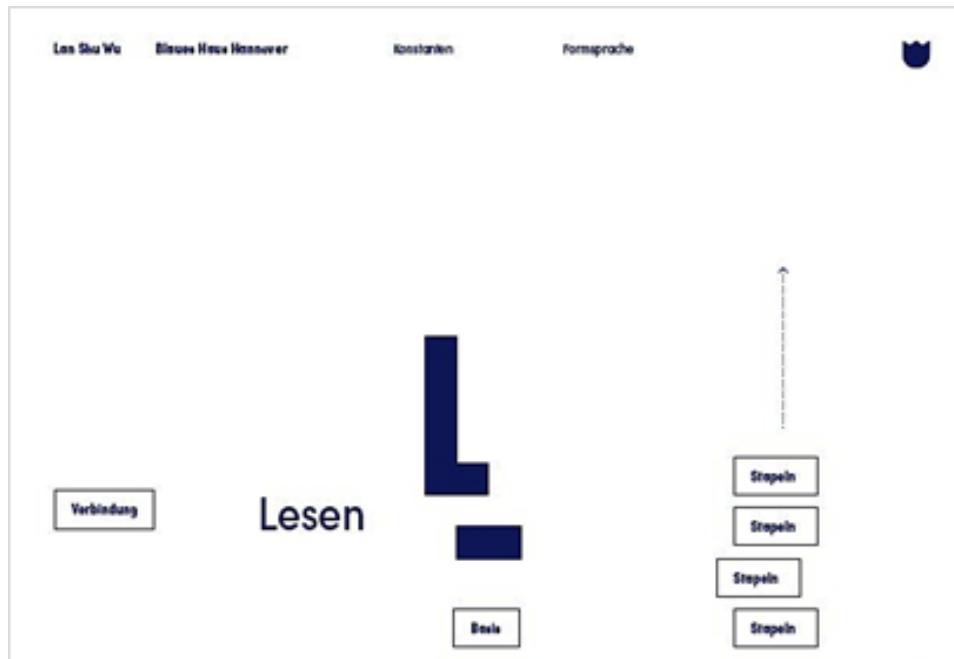 Lan Shu Wu Blaues Haus Hannover Konstanten Formsprache
Verbindung
Lesen
Basis
Stapeln
Stapeln
Stapeln
Stapeln